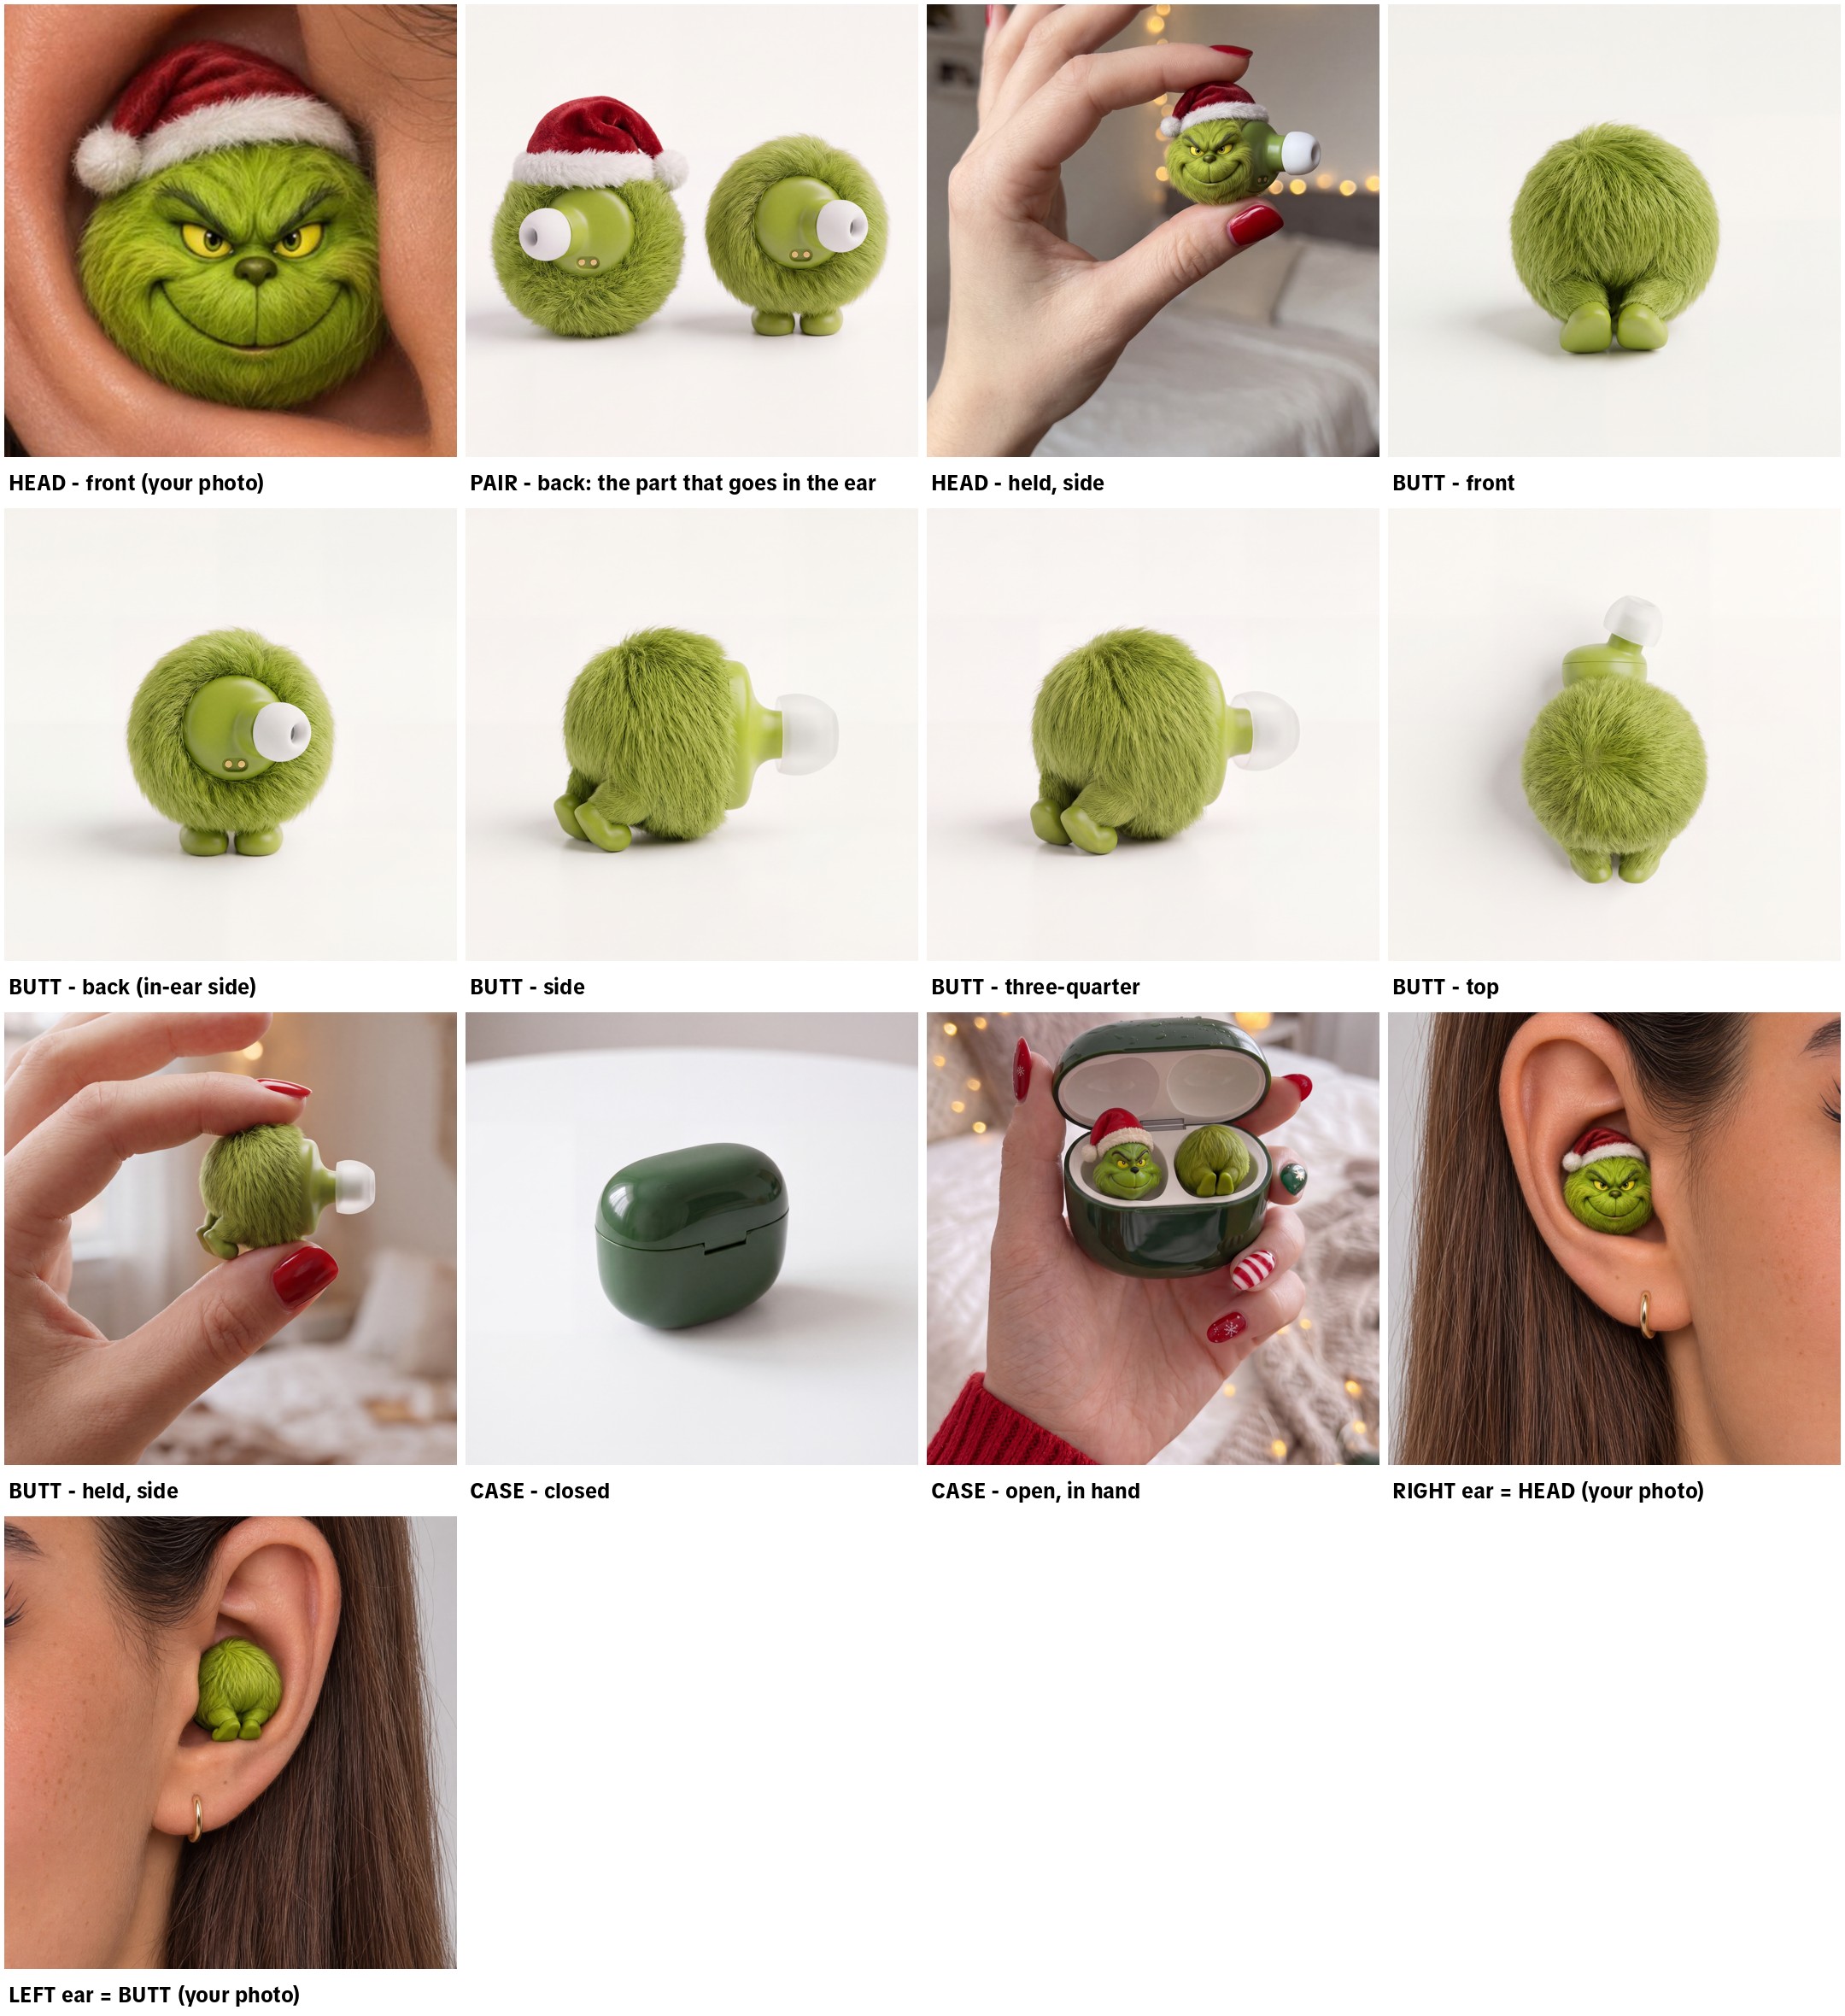 HEAD - front (your photo)
PAIR - back: the part that goes in the ear
HEAD - held, side
BUTT - front
BUTT - back (in-ear side)
BUTT - side
BUTT - three-quarter
BUTT - top
BUTT - held, side
CASE - closed
CASE - open, in hand
RIGHT ear = HEAD (your photo)
LEFT ear = BUTT (your photo)